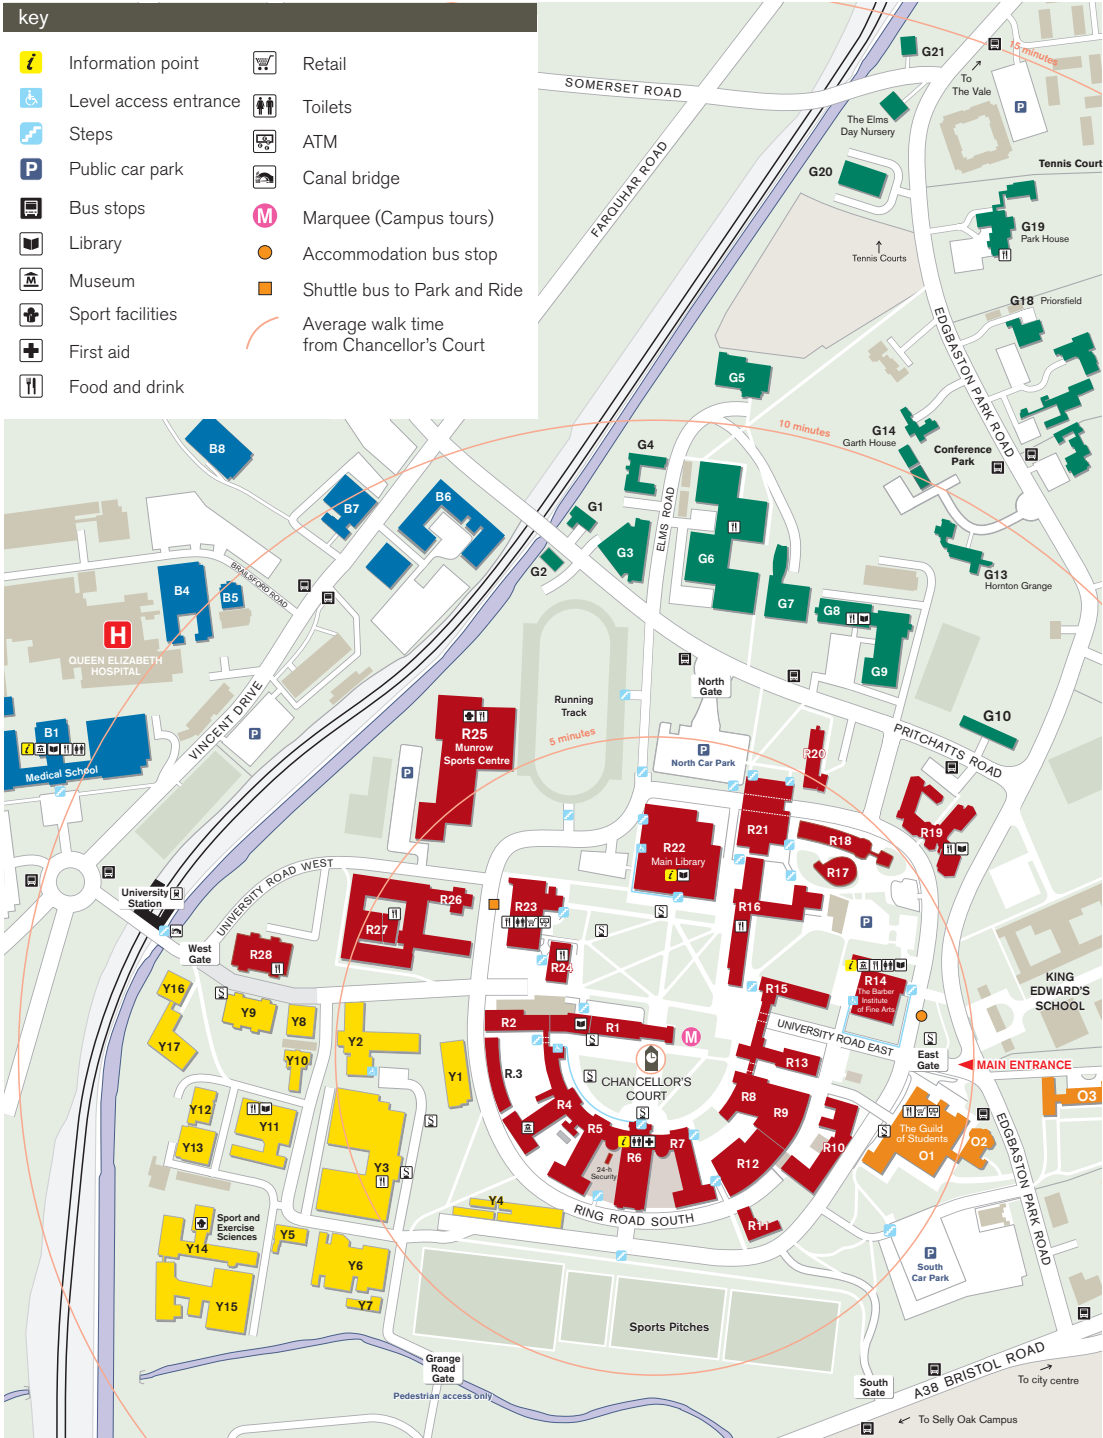 key
Information point
Level access entrance
Steps
Public car park
Bus stops
Library
Museum
Sport facilities
First aid
Food and drink
Retail
Toilets
ATM
Canal bridge
M Marquee (Campus tours)
Accommodation bus stop
Shuttle bus to Park and Ride
Average walk time
from Chancellor's Court
SOMERSET ROAD
FARQUHAR ROAD
G21
15 minutes
To
The Vale
P
The Elms
Day Nursery
G20
Tennis Court
G19
Park House
Tennis Courts
G18 Priorsfield
EDGBASTON PARK ROAD
G5
10 minutes
G14
Garth House
Conference
Park
G4
B8
B7
B6
G1
ELMS ROAD
G3
G6
G2
G13
Hornton Grange
BRAILSFORD ROAD
B4
B5
G7
G8
G9
H
QUEEN ELIZABETH
HOSPITAL
VINCENT DRIVE
North
Gate
Running
Track
G10
B1
Medical School
P
R25
Munrow
Sports Centre
5 minutes
PRITCHATTS ROAD
P
North Car Park
R20
P
R21
R18
R19
R22
Main Library
R17
University
Station
UNIVERSITY ROAD WEST
R26
R27
R23
R16
P
West
Gate
R28
R24
R14
The Barber
Institute
of Fine Arts
KING
EDWARD'S
SCHOOL
Y16
Y9
Y8
R15
R2
R1
M
UNIVERSITY ROAD EAST
Y17
Y2
Y10
R.3
CHANCELLOR'S
COURT
R13
East
Gate
MAIN ENTRANCE
Y1
R8
R9
O3
Y12
Y11
R4
R5
R6
R7
The Guild
of Students
O1
O2
Y13
Y3
24-h
Security
R12
R10
EDGBASTON PARK ROAD
Y4
RING ROAD SOUTH
R11
Sport and
Exercise
Sciences
Y14
Y5
Y6
P
South
Car Park
Y15
Y7
Sports Pitches
Grange
Road
Gate
Pedestrian access only
South
Gate
A38 BRISTOL ROAD
To city centre
To Selly Oak Campus